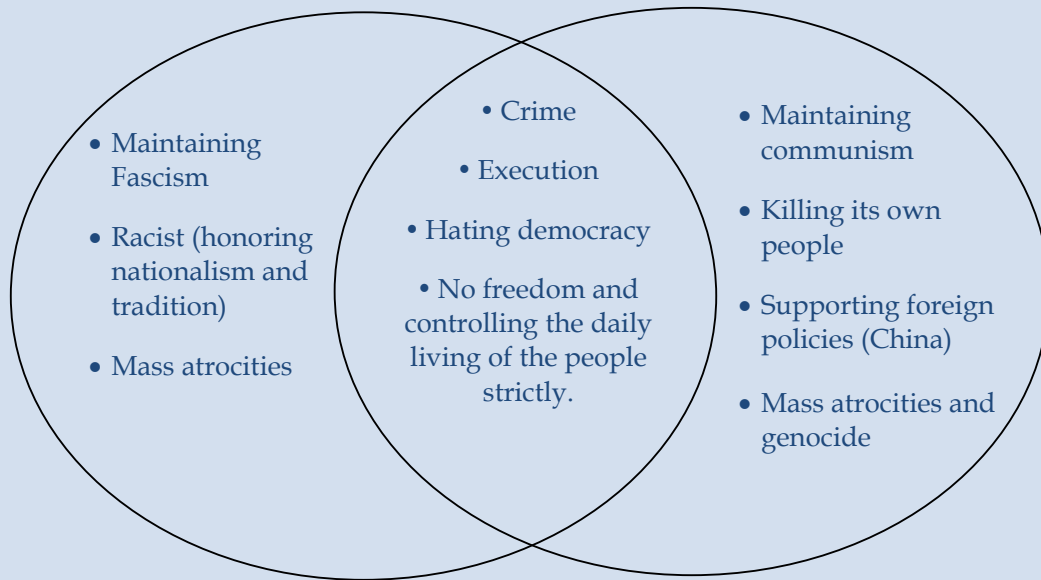 • Maintaining
Fascism
• Racist (honoring
nationalism and
tradition)
• Mass atrocities
• Crime
• Execution
• Hating democracy
• No freedom and
controlling the daily
living of the people
strictly.
• Maintaining
communism
• Killing its own
people
• Supporting foreign
policies (China)
• Mass atrocities and
genocide